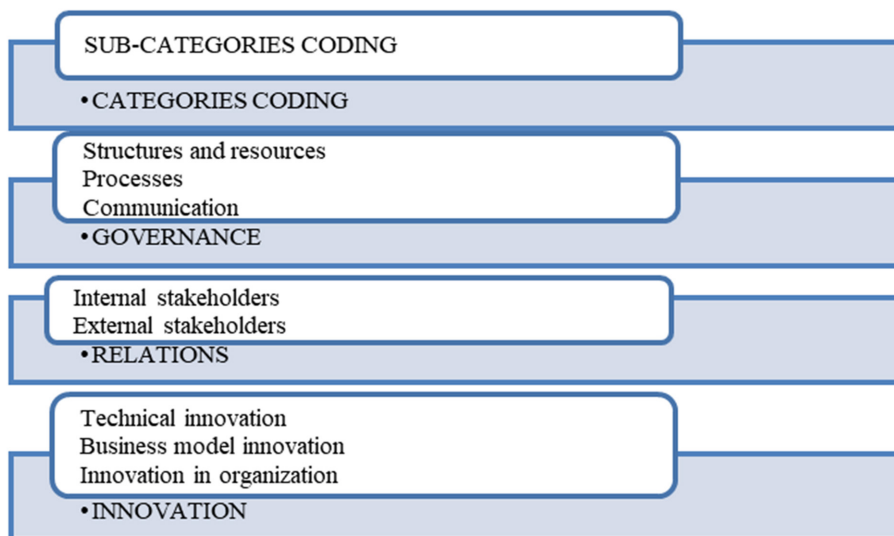 SUB-CATEGORIES CODING
•CATEGORIES CODING
Structures and resources
Processes
Communication
•GOVERNANCE
Internal stakeholders
External stakeholders
•RELATIONS
Technical innovation
Business model innovation
Innovation in organization
•INNOVATION